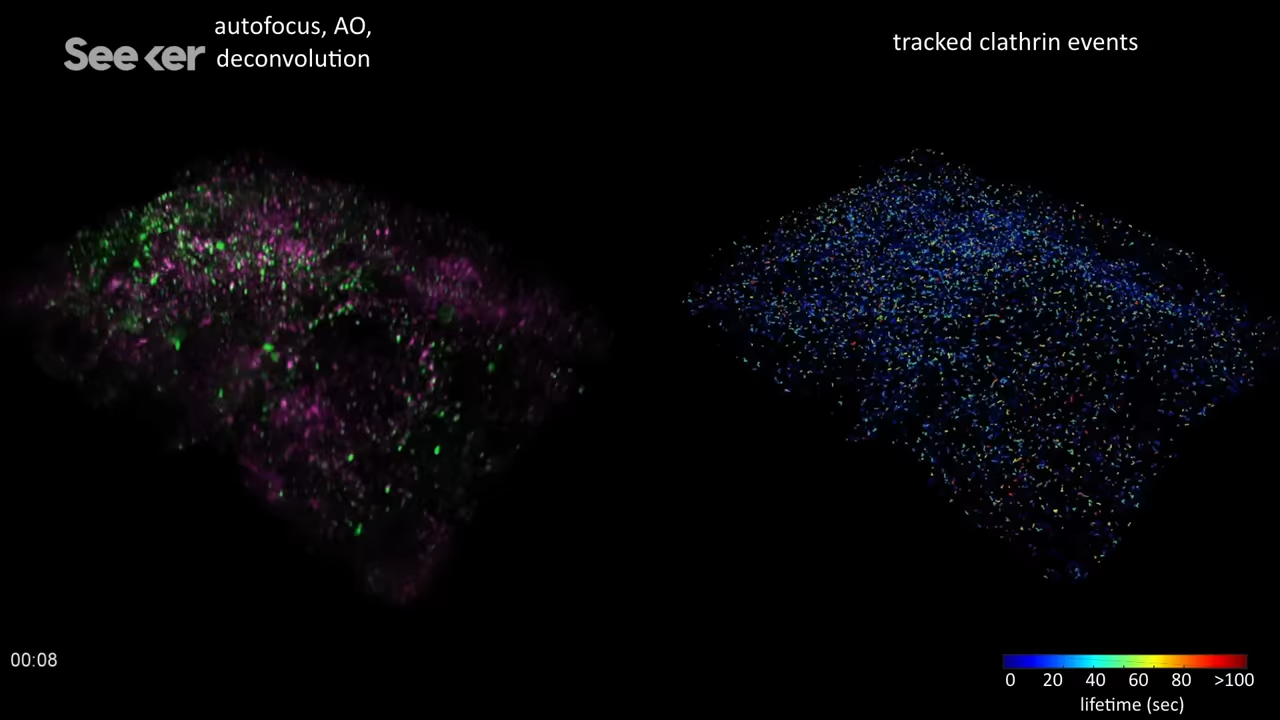 autofocus, AO,
Seeker
deconvolution
tracked clathrin events
00:08
0 20 40 60 80 >100
lifetime (sec)